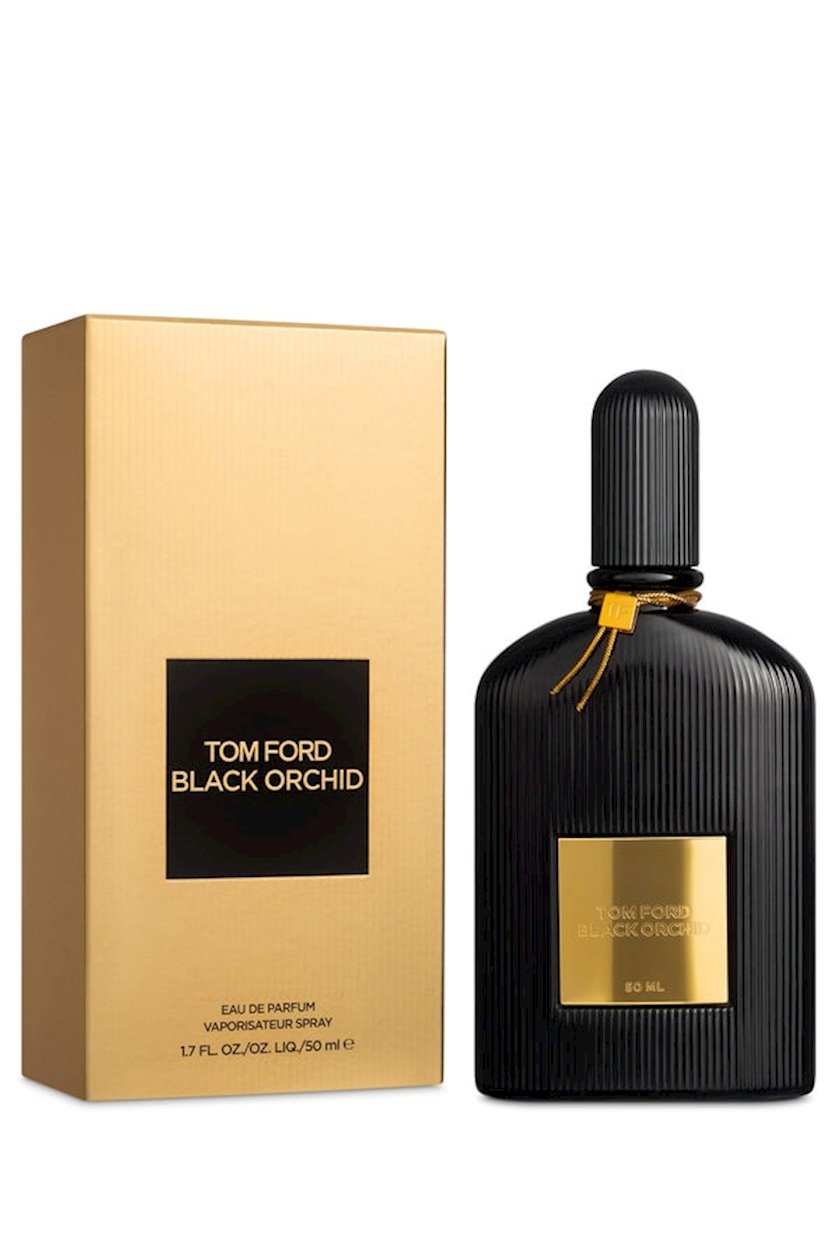 TOM FORD
BLACK ORCHID
EAU DE PARFUM
VAPORISATEUR SPRAY
1.7 FL. OZ./OZ. LIQ./50 ml ℮
TF
TOM FORD
BLACK ORCHID
50 ML